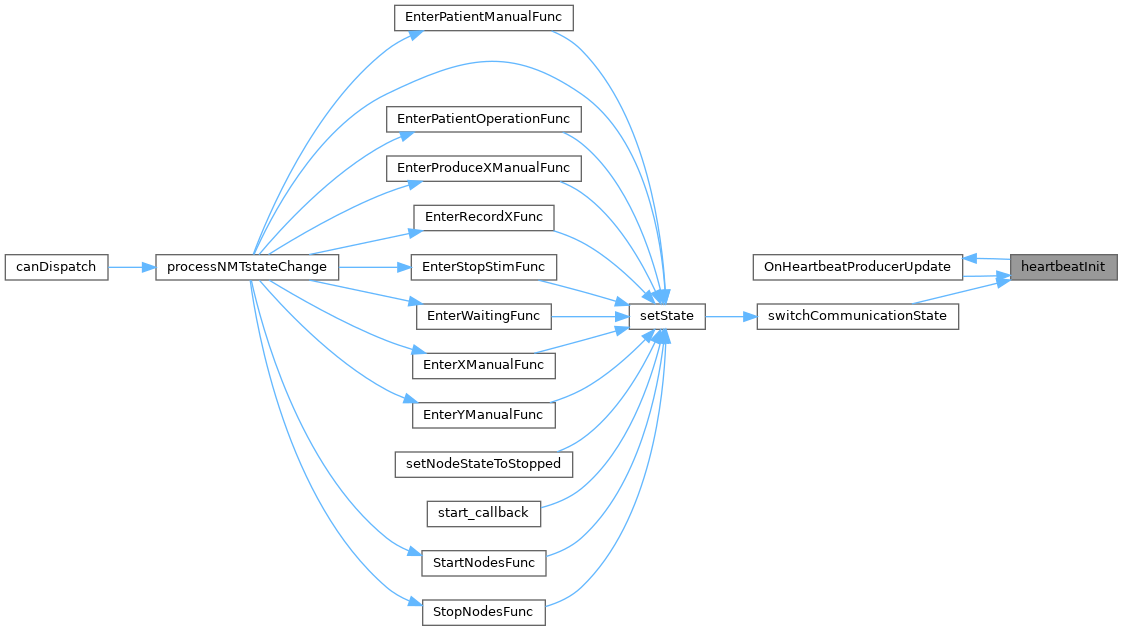 EnterPatientManualFunc
EnterPatientOperationFunc
EnterProduceXManualFunc
EnterRecordXFunc
canDispatch
processNMTstateChange
EnterStopStimFunc
OnHeartbeatProducerUpdate
heartbeatInit
EnterWaitingFunc
setState
switchCommunicationState
EnterXManualFunc
EnterYManualFunc
setNodeStateToStopped
start_callback
StartNodesFunc
StopNodesFunc